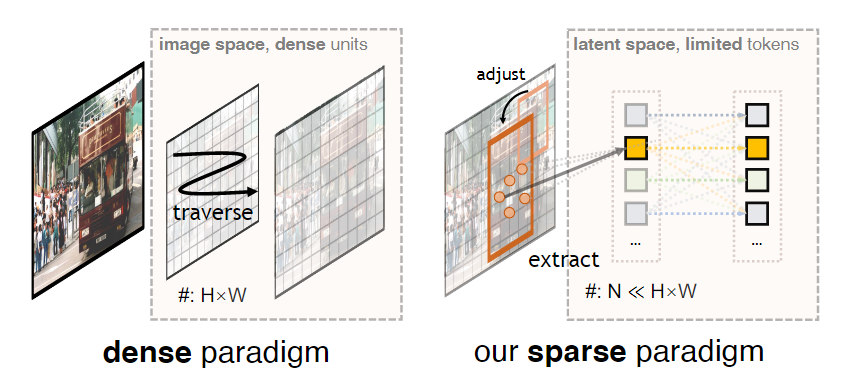 image space, dense units
traverse
#: H×W
dense paradigm
latent space, limited tokens
adjust
extract
...
...
#: N ≪ H×W
our sparse paradigm